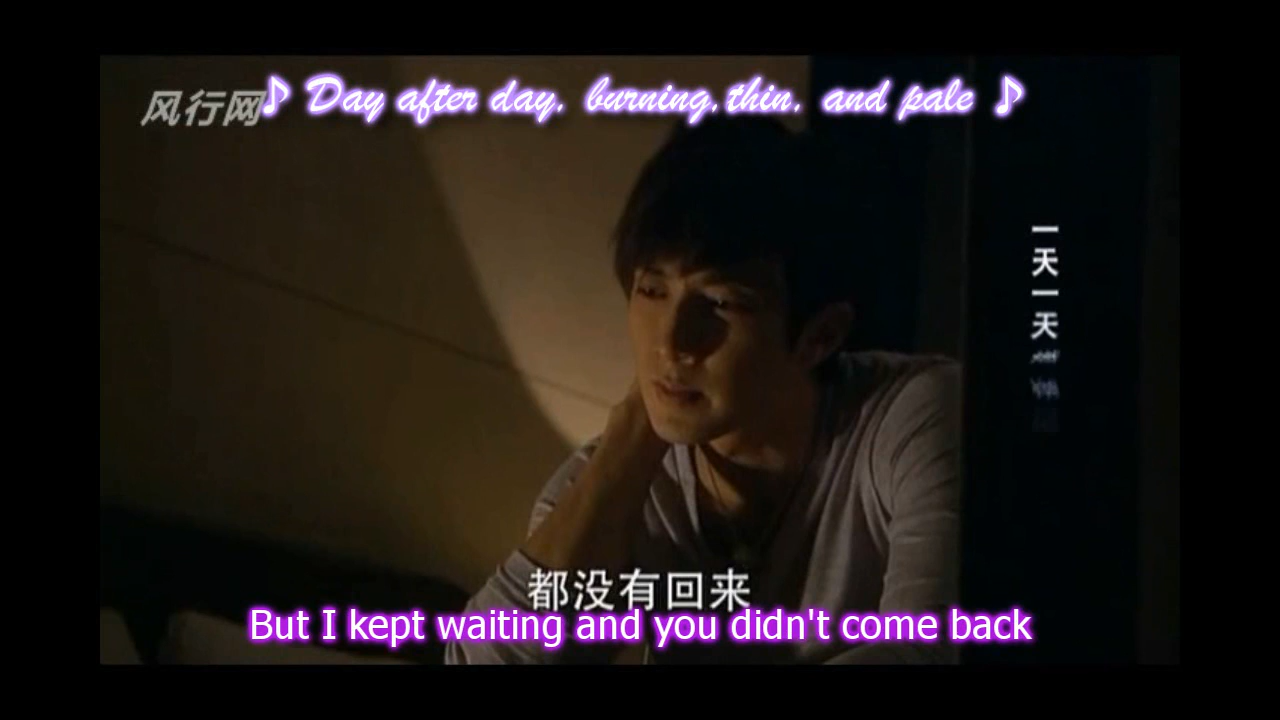 风行网
♪ Day after day, burning,thin, and pale ♪
一天一天
都没有回来
But I kept waiting and you didn't come back